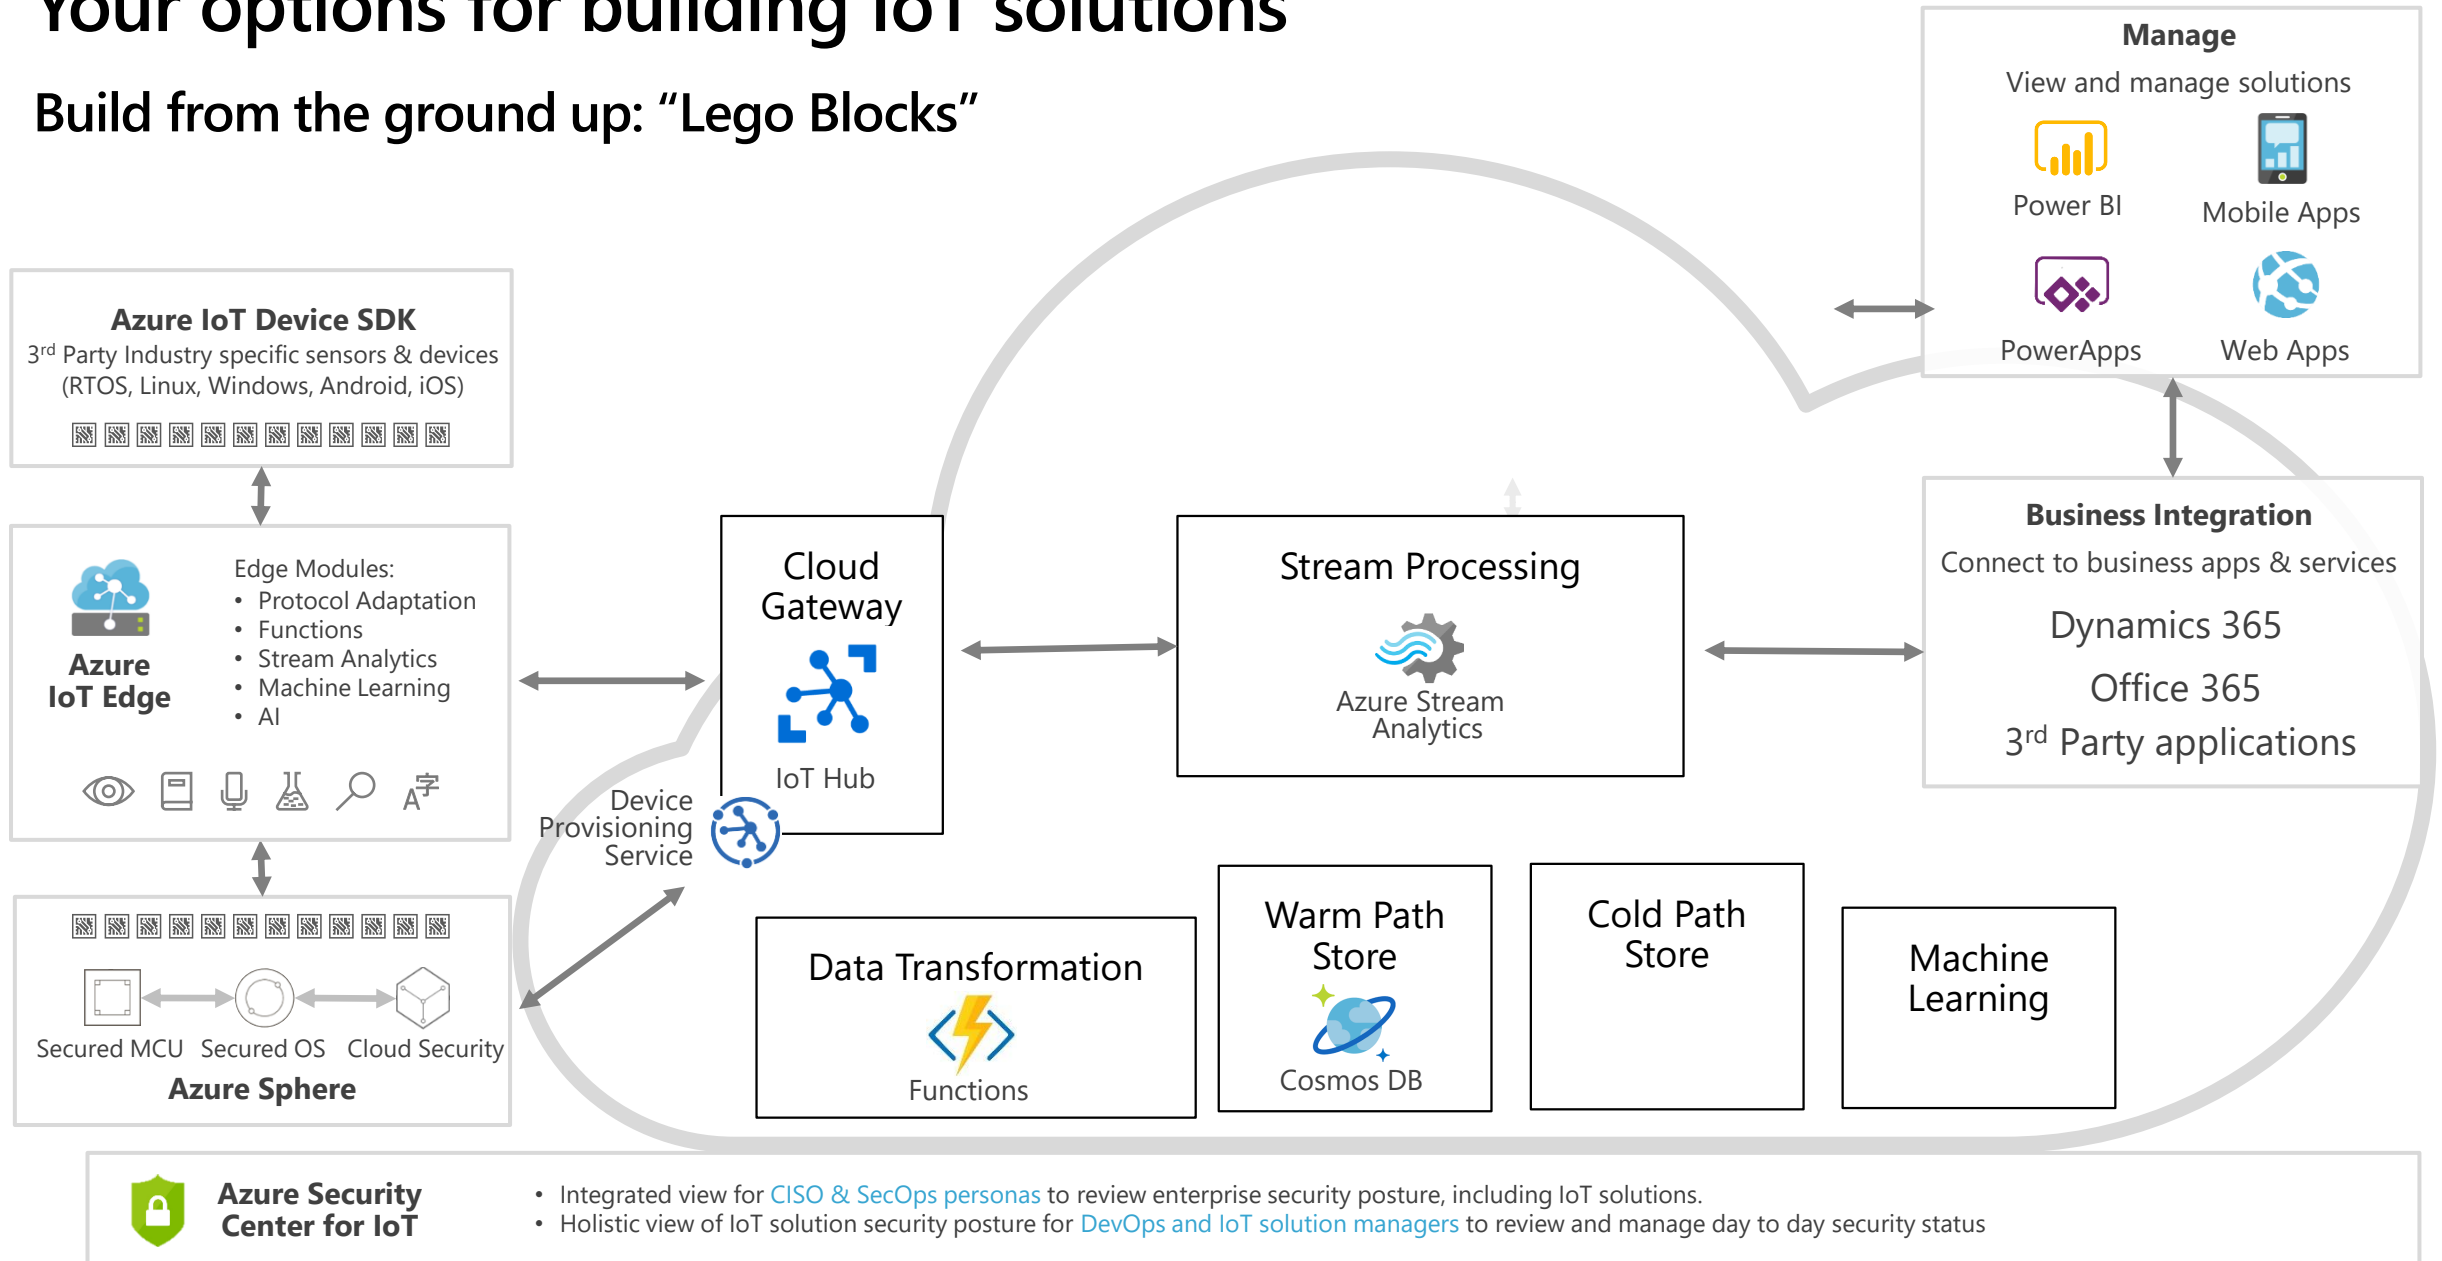 Your options for building IoT solutions
Build from the ground up: “Lego Blocks”
Manage
View and manage solutions
Power BI
Mobile Apps
PowerApps
Web Apps
Azure IoT Device SDK
3rd Party Industry specific sensors & devices
(RTOS, Linux, Windows, Android, iOS)
Azure
IoT Edge
Edge Modules:
• Protocol Adaptation
• Functions
• Stream Analytics
• Machine Learning
• AI
A字
Secured MCU
Secured OS
Cloud Security
Azure Sphere
Cloud
Gateway
IoT Hub
Device
Provisioning
Service
Stream Processing
Azure Stream
Analytics
Business Integration
Connect to business apps & services
Dynamics 365
Office 365
3rd Party applications
Data Transformation
Functions
Warm Path
Store
Cosmos DB
Cold Path
Store
Machine
Learning
Azure Security
Center for IoT
• Integrated view for CISO & SecOps personas to review enterprise security posture, including IoT solutions.
• Holistic view of IoT solution security posture for DevOps and IoT solution managers to review and manage day to day security status